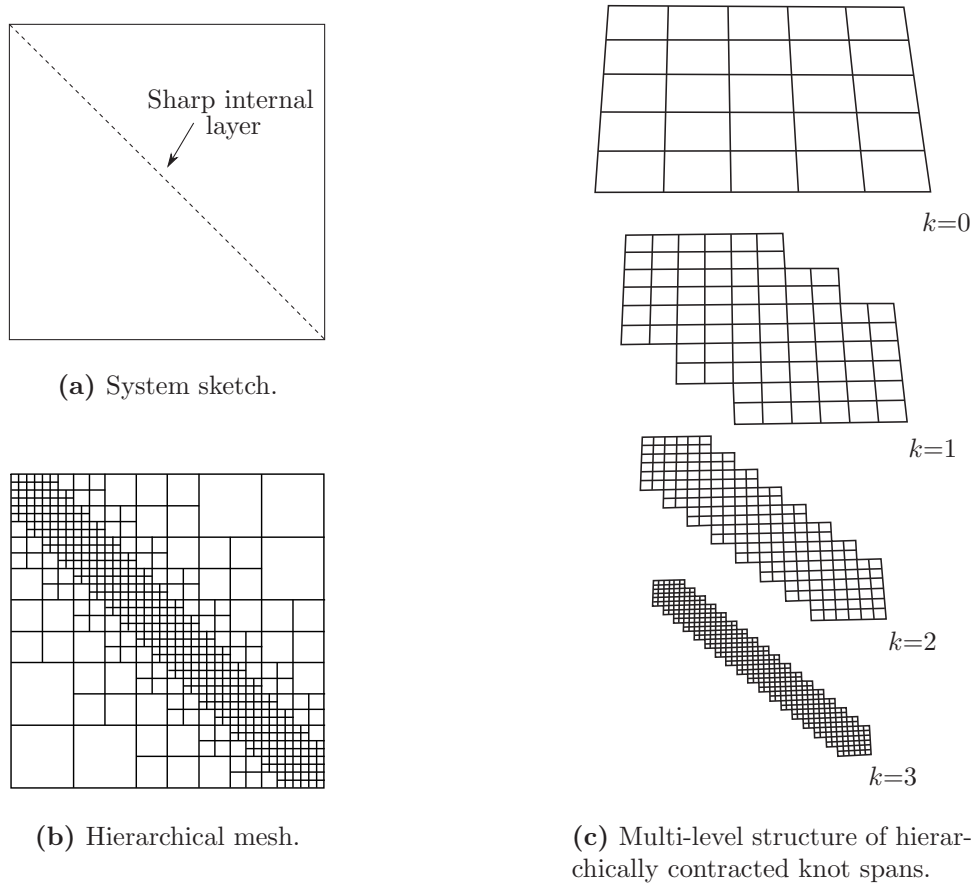 Sharp internal
layer
(a) System sketch.
(b) Hierarchical mesh.
k=0
k=1
k=2
k=3
(c) Multi-level structure of hierar-
chically contracted knot spans.